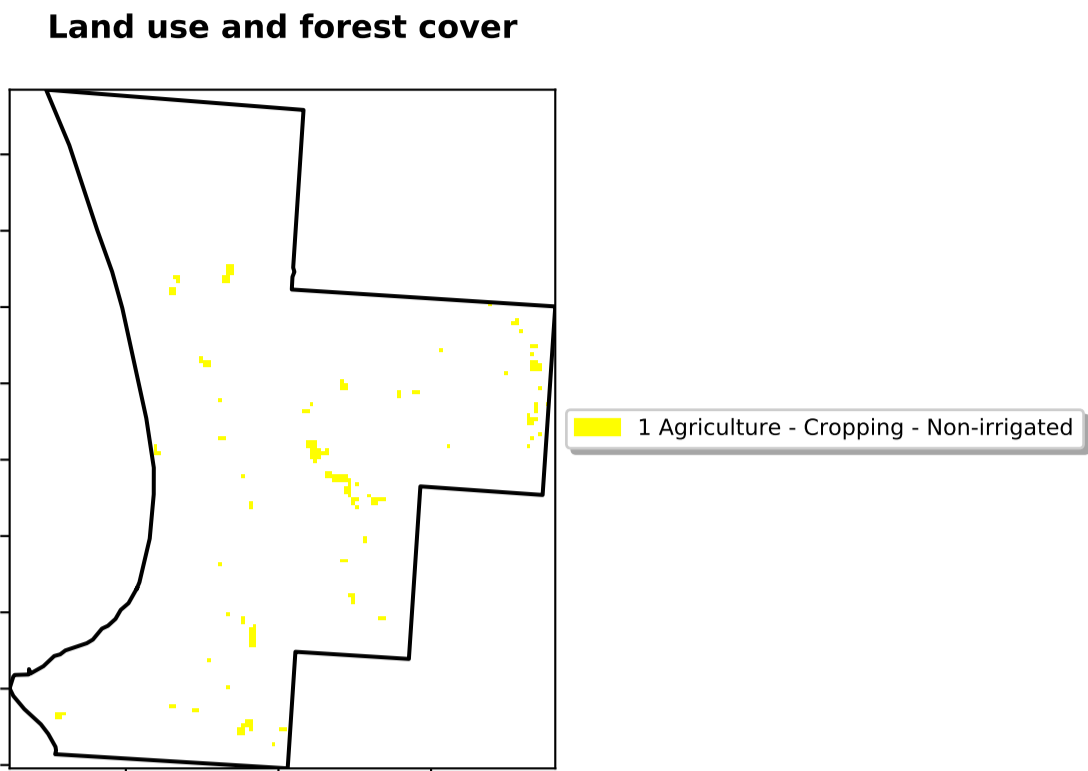 Land use and forest cover
1 Agriculture - Cropping - Non-irrigated